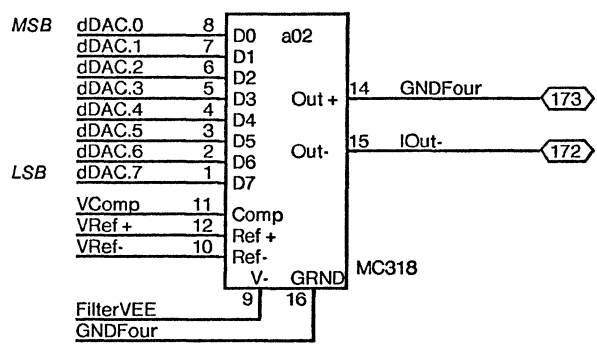 MSB dDAC.0 8 D0 a02
dDAC.1 7 D1
dDAC.2 6 D2
dDAC.3 5 D3 Out + 14 GNDFour 173
dDAC.4 4 D4
dDAC.5 3 D5 Out- 15 IOut- 172
dDAC.6 2 D6
LSB dDAC.7 1 D7
VComp 11 Comp
VRef + 12 Ref +
VRef- 10 Ref-
V- GRND MC318
9 16
FilterVEE
GNDFour